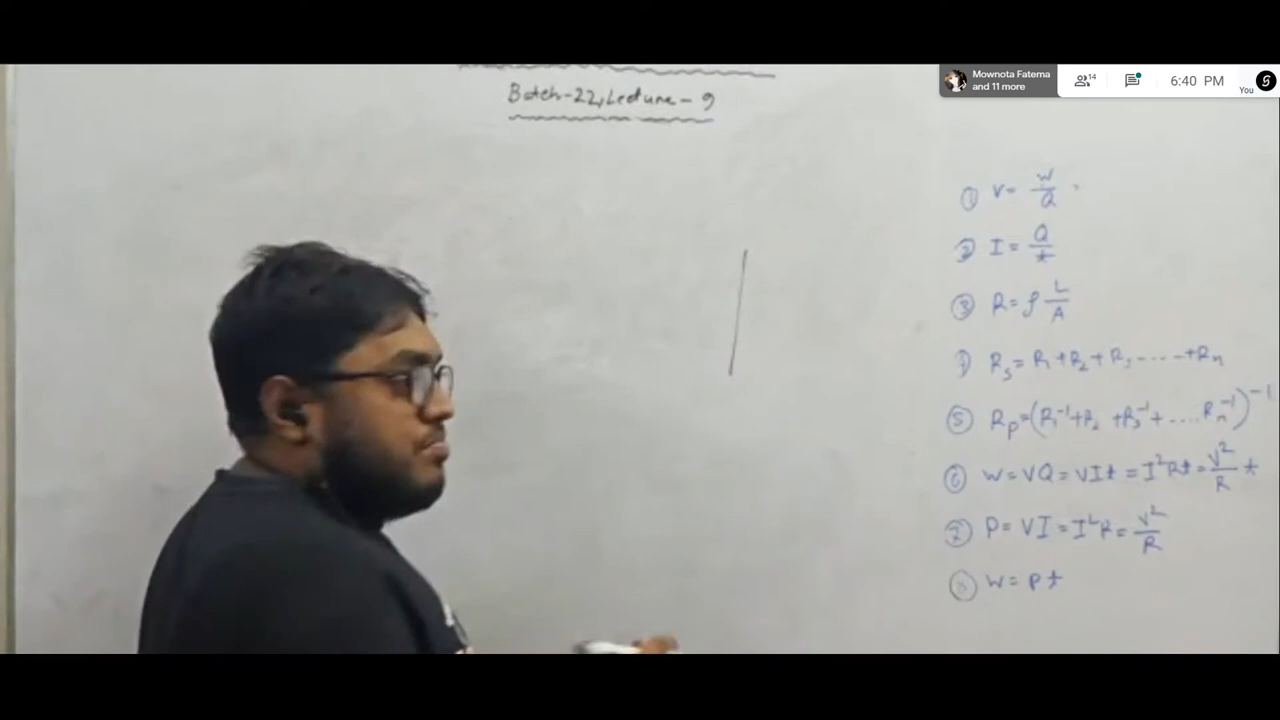 Batch-22, Lecture-9
Mownota Fatema
and 11 more
14
6:40 PM
You
① V = W/Q
② I = Q/t
③ R = ρ L/A
④ Rs = R1 + R2 + R3 ----- + Rn
⑤ Rp = (R1^-1 + R2 + R3^-1 + .... Rn^-1)^-1
⑥ W = VQ = VIt = I²Rt = V²/R t
⑦ P = VI = I²R = V²/R
⑧ W = Pt